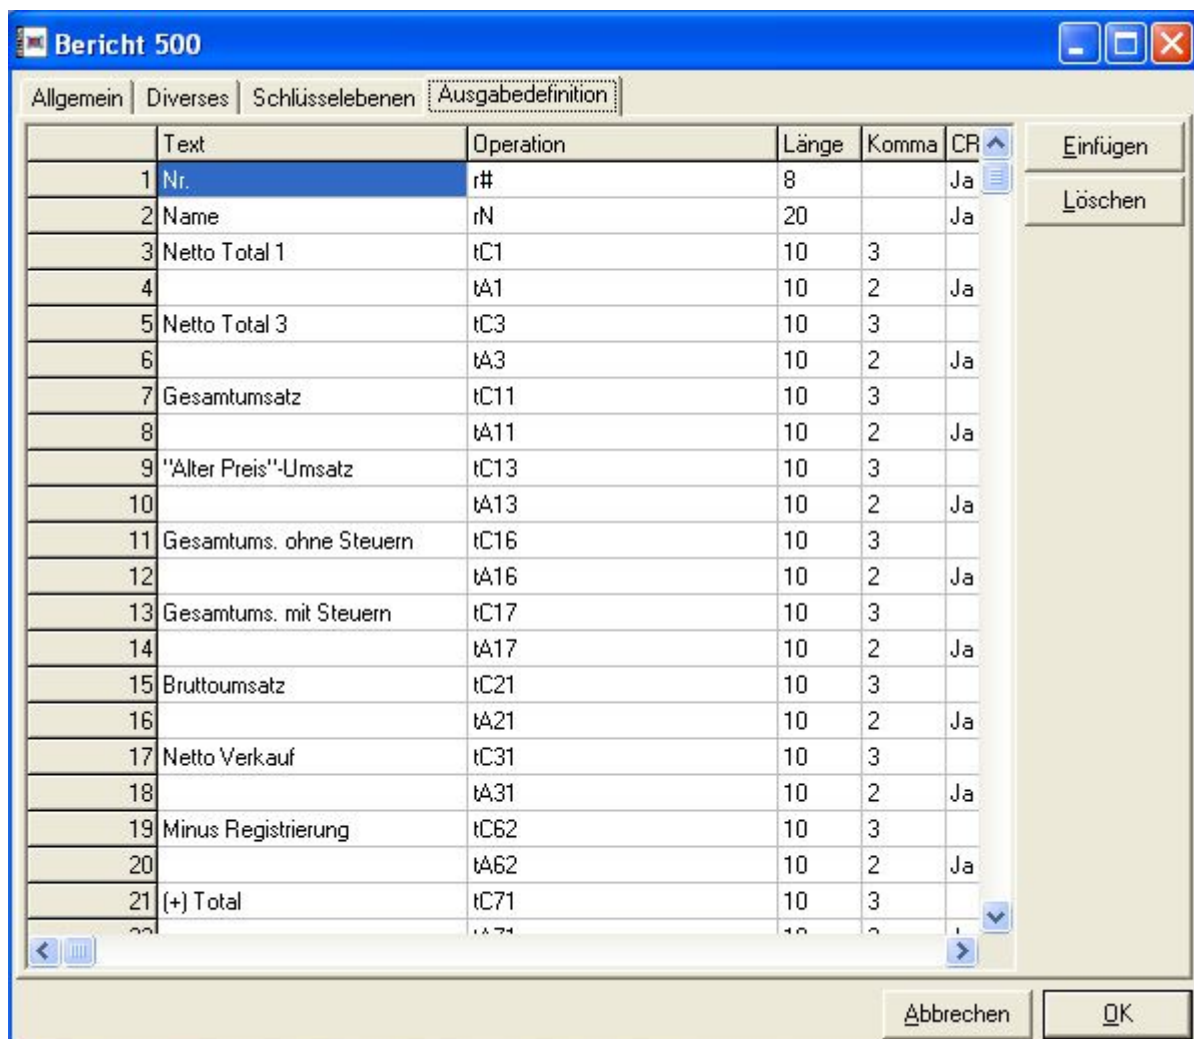 Bericht 500
Allgemein Diverses Schlüsselebenen Ausgabedefinition
Text Operation Länge Komma CR
1 Nr. r# 8 Ja
2 Name rN 20 Ja
3 Netto Total 1 tC1 10 3
4 tA1 10 2 Ja
5 Netto Total 3 tC3 10 3
6 tA3 10 2 Ja
7 Gesamtumsatz tC11 10 3
8 tA11 10 2 Ja
9 "Alter Preis"-Umsatz tC13 10 3
10 tA13 10 2 Ja
11 Gesamtums. ohne Steuern tC16 10 3
12 tA16 10 2 Ja
13 Gesamtums. mit Steuern tC17 10 3
14 tA17 10 2 Ja
15 Bruttoumsatz tC21 10 3
16 tA21 10 2 Ja
17 Netto Verkauf tC31 10 3
18 tA31 10 2 Ja
19 Minus Registrierung tC62 10 3
20 tA62 10 2 Ja
21 (+) Total tC71 10 3
Einfügen
Löschen
Abbrechen OK